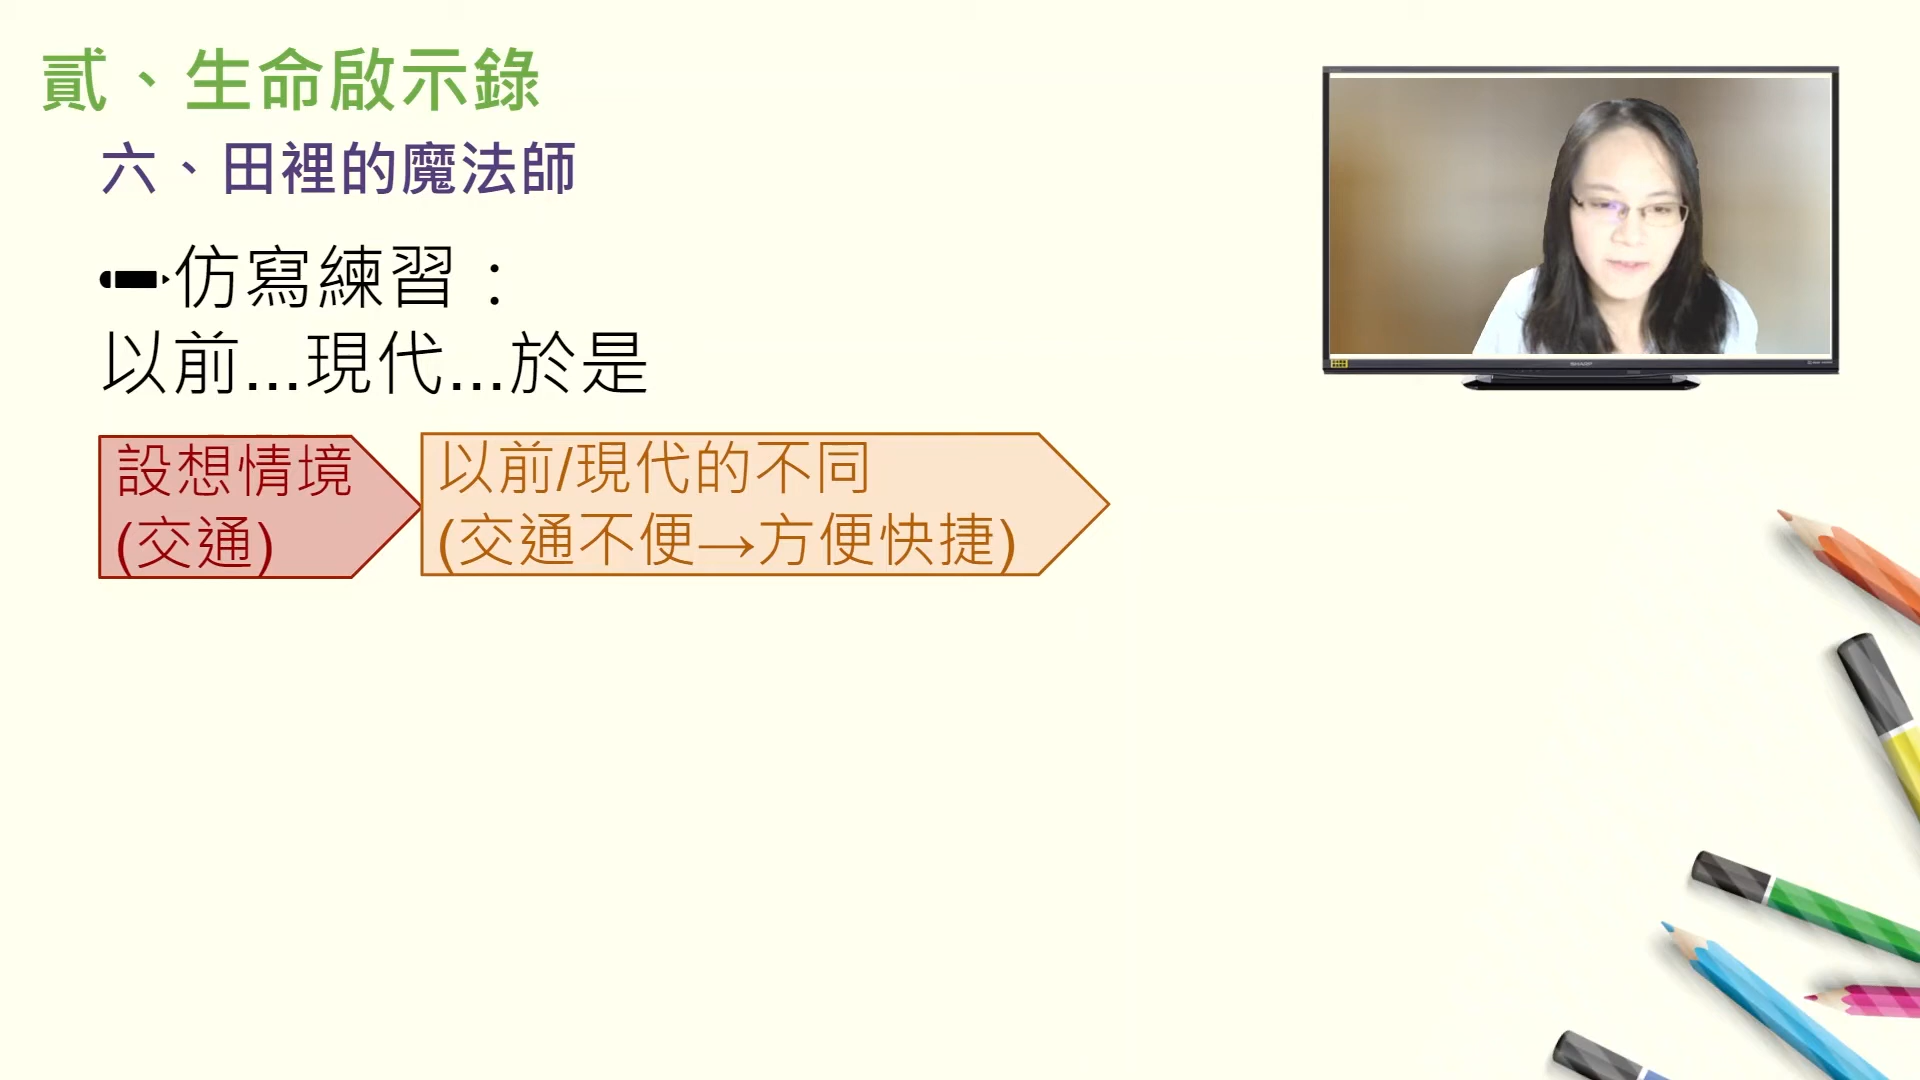 貳、生命啟示錄
六、田裡的魔法師
仿寫練習：
以前...現代...於是
設想情境
(交通)
以前/現代的不同
(交通不便→方便快捷)
SHARP